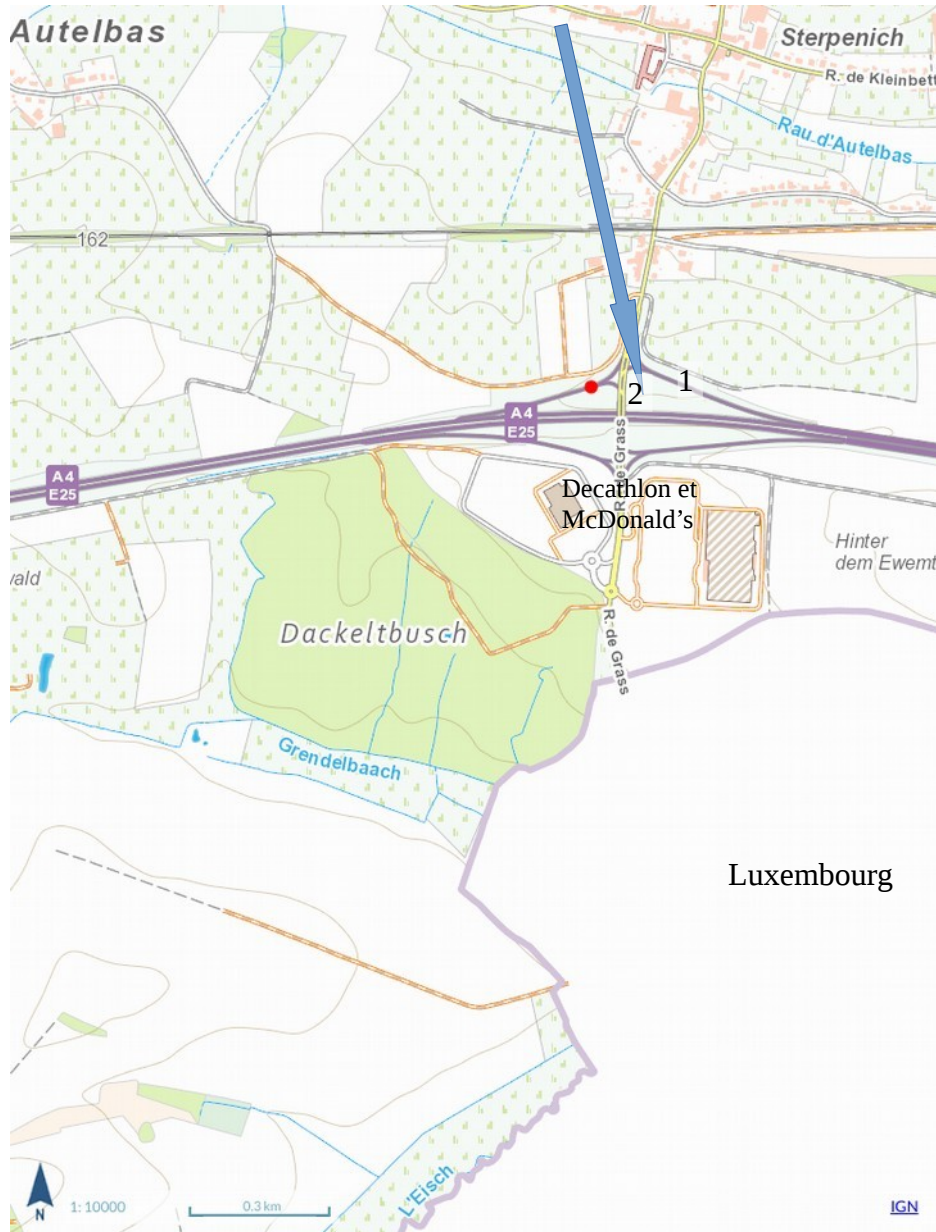 Autelbas
Sterpenich
R. de Kleinbett
Rau d'Autelbas
162
1
2
A4
E25
A4
E25
R. de Grass
Decathlon et
McDonald's
Hinter
dem Ewemt
wald
Dackeltbusch
R. de Grass
Grendelbaach
Luxembourg
L'Eisch
N
1: 10000
0.3 km
IGN